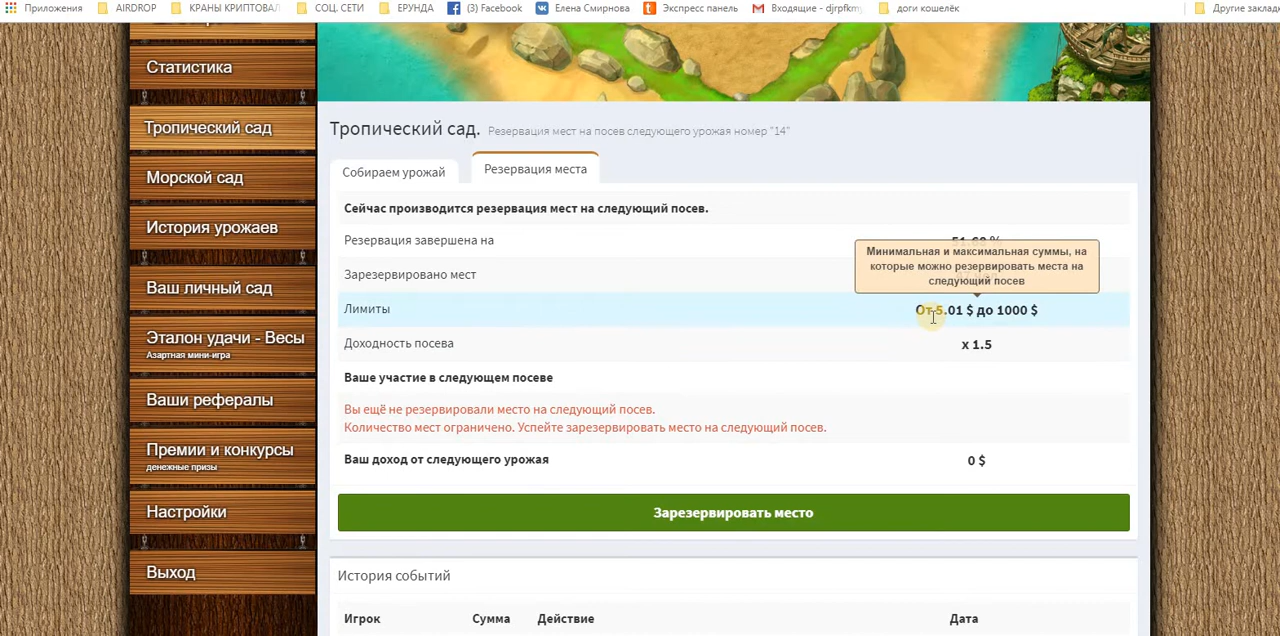 Приложения AIRDROP КРАНЫ КРИПТОВАЛ СОЦ. СЕТИ ЕРУНДА (3) Facebook Елена Смирнова Экспресс панель Входящие - djrpfkmy доги кошелёк Другие заклад
Статистика
Тропический сад
Морской сад
История урожаев
Ваш личный сад
Эталон удачи - Весы
Азартная мини-игра
Ваши рефералы
Премии и конкурсы
денежные призы
Настройки
Выход
Тропический сад. Резервация мест на посев следующего урожая номер "14"
Собираем урожай Резервация места
Сейчас производится резервация мест на следующий посев.
Резервация завершена на
Зарезервировано мест
Минимальная и максимальная суммы, на
которые можно резервировать места на
следующий посев
Лимиты От 5.01 $ до 1000 $
Доходность посева x 1.5
Ваше участие в следующем посеве
Вы ещё не резервировали место на следующий посев.
Количество мест ограничено. Успейте зарезервировать место на следующий посев.
Ваш доход от следующего урожая 0 $
Зарезервировать место
История событий
Игрок Сумма Действие Дата